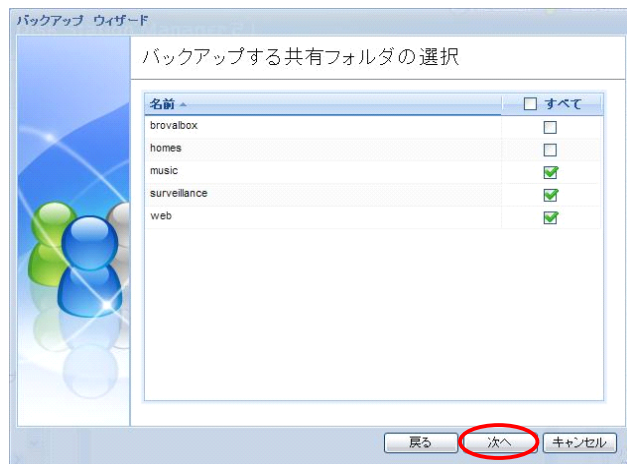 バックアップ ウィザード
バックアップする共有フォルダの選択
名前 すべて
brovalbox
homes
music
surveillance
web
戻る 次へ キャンセル